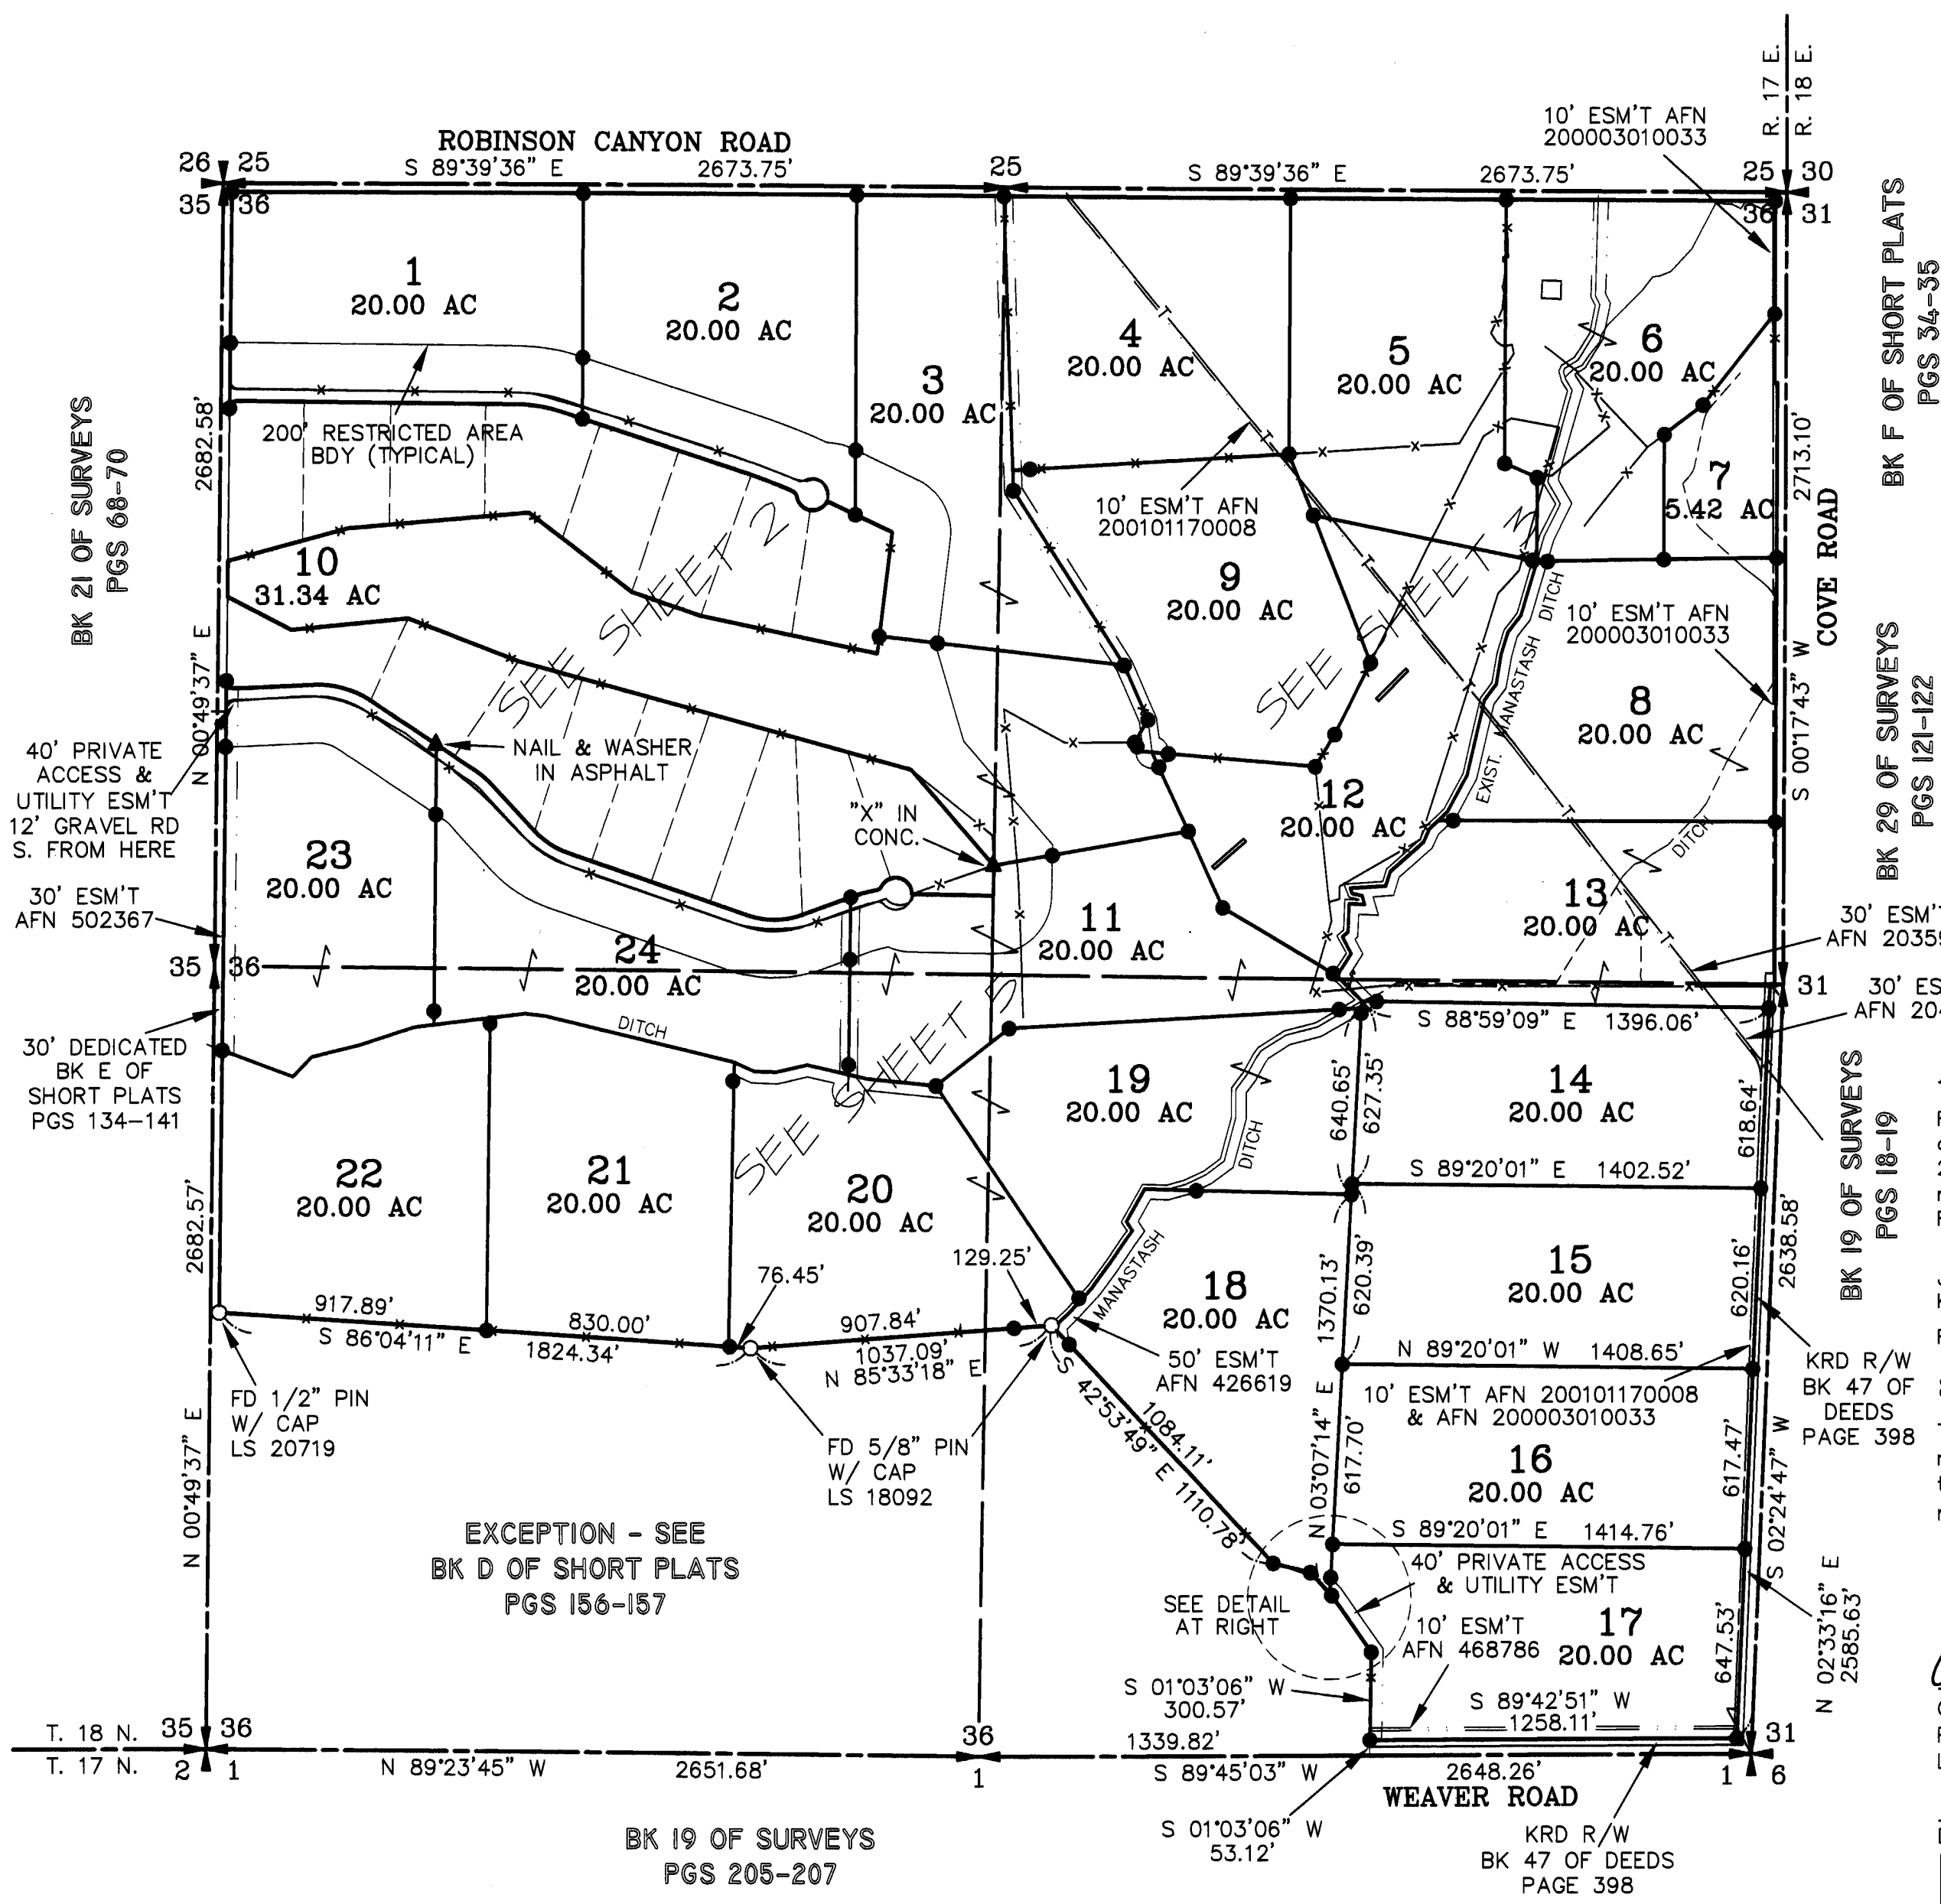 R. 17 E.
R. 18 E.
10' ESM'T AFN
200003010033
ROBINSON CANYON ROAD
S 89°39'36" E 2673.75'
S 89°39'36" E 2673.75'
26 25
35 36
25
25 30
36 31
BK F OF SHORT PLATS
PGS 34-35
1
20.00 AC
2
20.00 AC
3
20.00 AC
4
20.00 AC
5
20.00 AC
6
20.00 AC
7
5.42 AC
200' RESTRICTED AREA
BDY (TYPICAL)
BK 21 OF SURVEYS
PGS 68-70
2682.58'
N 00°49'37" E
10' ESM'T AFN
200101170008
2713.10'
COVE ROAD
S 00°17'43" W
10
31.34 AC
SEE SHEET 2
9
20.00 AC
SEE SHEET 3
EXIST. MANASTASH DITCH
10' ESM'T AFN
200003010033
8
20.00 AC
BK 29 OF SURVEYS
PGS 121-122
40' PRIVATE
ACCESS &
UTILITY ESM'T
12' GRAVEL RD
S. FROM HERE
NAIL & WASHER
IN ASPHALT
"X" IN
CONC.
12
20.00 AC
DITCH
23
20.00 AC
30' ESM'T
AFN 502367
11
20.00 AC
13
20.00 AC
30' ESM'T
AFN 20359
24
20.00 AC
35 36
31
30' ES
AFN 20
S 88°59'09" E 1396.06'
30' DEDICATED
BK E OF
SHORT PLATS
PGS 134-141
DITCH
SEE SHEET 5
19
20.00 AC
DITCH
MANASTASH
640.65'
627.35'
14
20.00 AC
618.64'
BK 19 OF SURVEYS
PGS 18-19
S 89°20'01" E 1402.52'
22
20.00 AC
21
20.00 AC
20
20.00 AC
2682.57'
N 00°49'37" E
129.25'
76.45'
917.89'
S 86°04'11" E
830.00'
1824.34'
907.84'
1037.09'
N 85°33'18" E
18
20.00 AC
1370.13'
620.39'
15
20.00 AC
620.16'
2638.58'
50' ESM'T
AFN 426619
N 89°20'01" W 1408.65'
10' ESM'T AFN 200101170008
& AFN 200003010033
KRD R/W
BK 47 OF
DEEDS
PAGE 398
FD 1/2" PIN
W/ CAP
LS 20719
FD 5/8" PIN
W/ CAP
LS 18092
1084.11'
S 42°53'49" E 1110.78'
N 03°07'14" E
617.70'
16
20.00 AC
617.47'
S 02°24'47" W
EXCEPTION - SEE
BK D OF SHORT PLATS
PGS 156-157
S 89°20'01" E 1414.76'
40' PRIVATE ACCESS
& UTILITY ESM'T
SEE DETAIL
AT RIGHT
10' ESM'T
AFN 468786
17
20.00 AC
647.53'
N 02°33'16" E
2585.63'
S 01°03'06" W
300.57'
S 89°42'51" W
1258.11'
T. 18 N.
T. 17 N.
35 36
2 1
36
1
31
1 6
N 89°23'45" W 2651.68'
1339.82'
S 89°45'03" W 2648.26'
WEAVER ROAD
S 01°03'06" W
53.12'
KRD R/W
BK 47 OF DEEDS
PAGE 398
BK 19 OF SURVEYS
PGS 205-207